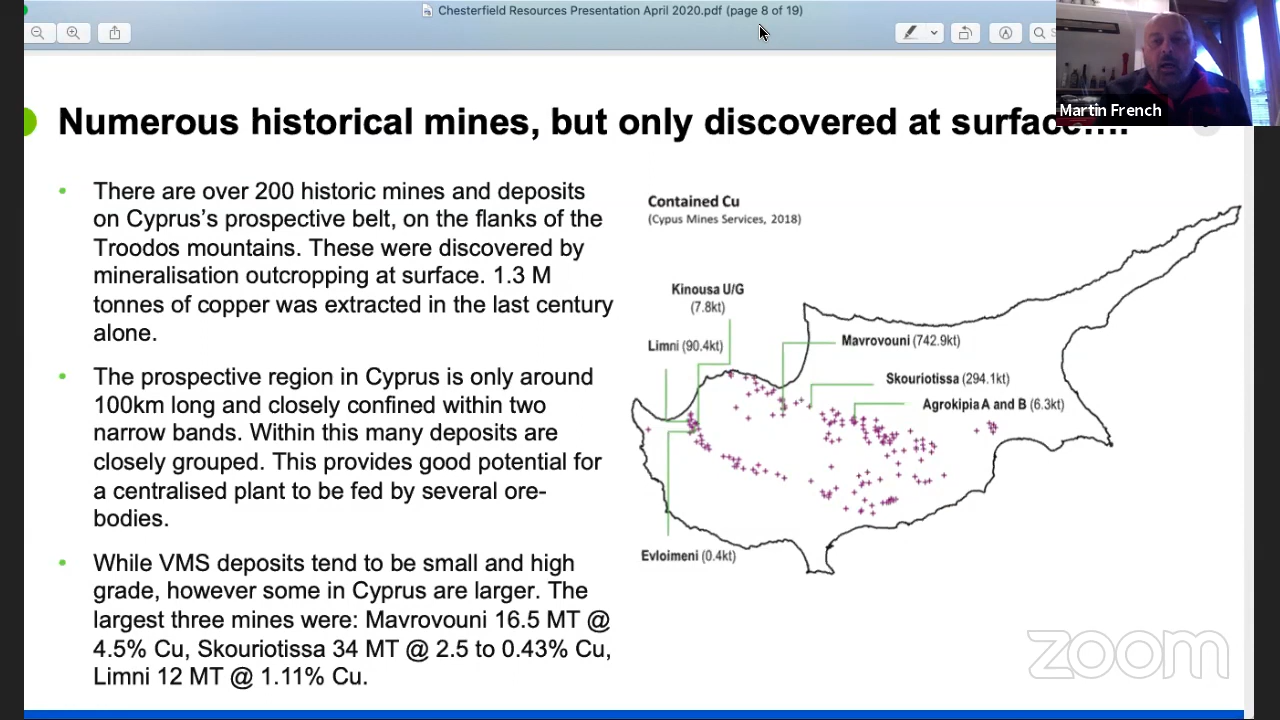 Chesterfield Resources Presentation April 2020.pdf (page 8 of 19)
Martin French
Numerous historical mines, but only discovered at surface....
• There are over 200 historic mines and deposits
on Cyprus's prospective belt, on the flanks of the
Troodos mountains. These were discovered by
mineralisation outcropping at surface. 1.3 M
tonnes of copper was extracted in the last century
alone.
• The prospective region in Cyprus is only around
100km long and closely confined within two
narrow bands. Within this many deposits are
closely grouped. This provides good potential for
a centralised plant to be fed by several ore-
bodies.
• While VMS deposits tend to be small and high
grade, however some in Cyprus are larger. The
largest three mines were: Mavrovouni 16.5 MT @
4.5% Cu, Skouriotissa 34 MT @ 2.5 to 0.43% Cu,
Limni 12 MT @ 1.11% Cu.
Contained Cu
(Cypus Mines Services, 2018)
Kinousa U/G
(7.8kt)
Limni (90.4kt)
Mavrovouni (742.9kt)
Skouriotissa (294.1kt)
Agrokipia A and B (6.3kt)
Evloimeni (0.4kt)
zoom